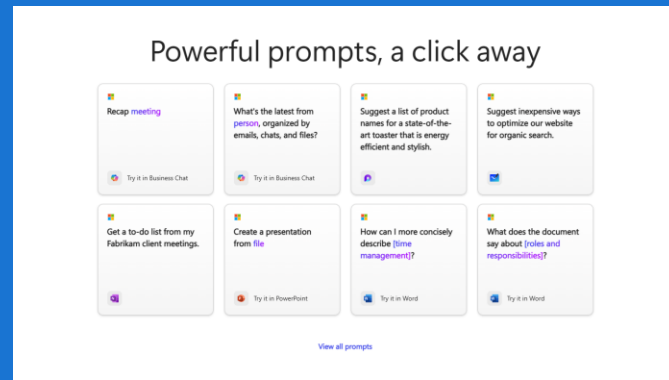 Powerful prompts, a click away
Recap meeting
Try it in Business Chat
What's the latest from
person, organized by
emails, chats, and files?
Try it in Business Chat
Suggest a list of product
names for a state-of-the-
art toaster that is energy
efficient and stylish.
Suggest inexpensive ways
to optimize our website
for organic search.
Get a to-do list from my
Fabrikam client meetings.
Create a presentation
from file
Try it in PowerPoint
How can I more concisely
describe [time
management]?
Try it in Word
What does the document
say about [roles and
responsibilities]?
Try it in Word
View all prompts